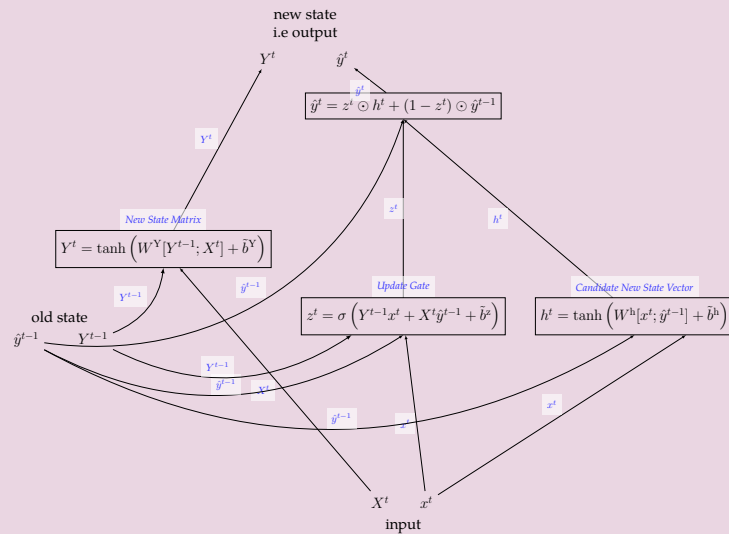 new state
i.e output
Y^t ŷ^t
ŷ^t
ŷ^t = z^t ⊙ h^t + (1 − z^t) ⊙ ŷ^{t−1}
Y^t
z^t
h^t
New State Matrix
Y^t = tanh (W^Y[Y^{t−1}; X^t] + b̃^Y)
Y^{t−1}
ŷ^{t−1}
Update Gate
Candidate New State Vector
old state
ŷ^{t−1} Y^{t−1}
z^t = σ (Y^{t−1}x^t + X^tŷ^{t−1} + b̃^z)
h^t = tanh (W^h[x^t; ŷ^{t−1}] + b̃^h)
Y^{t−1}
ŷ^{t−1}
X^t
ŷ^{t−1}
x^t
x^t
X^t x^t
input